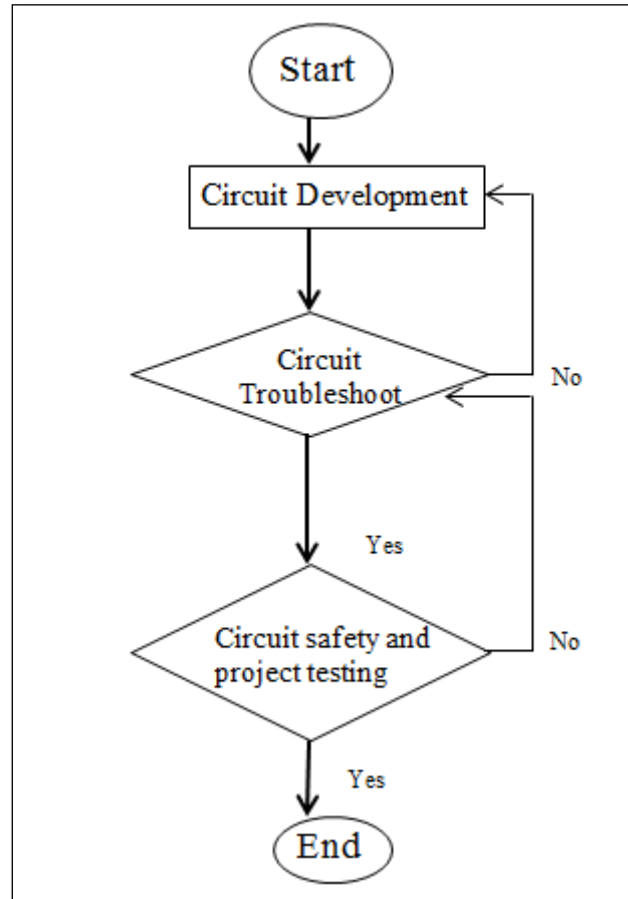 Start
Circuit Development
Circuit
Troubleshoot
No
Yes
Circuit safety and
project testing
No
Yes
End